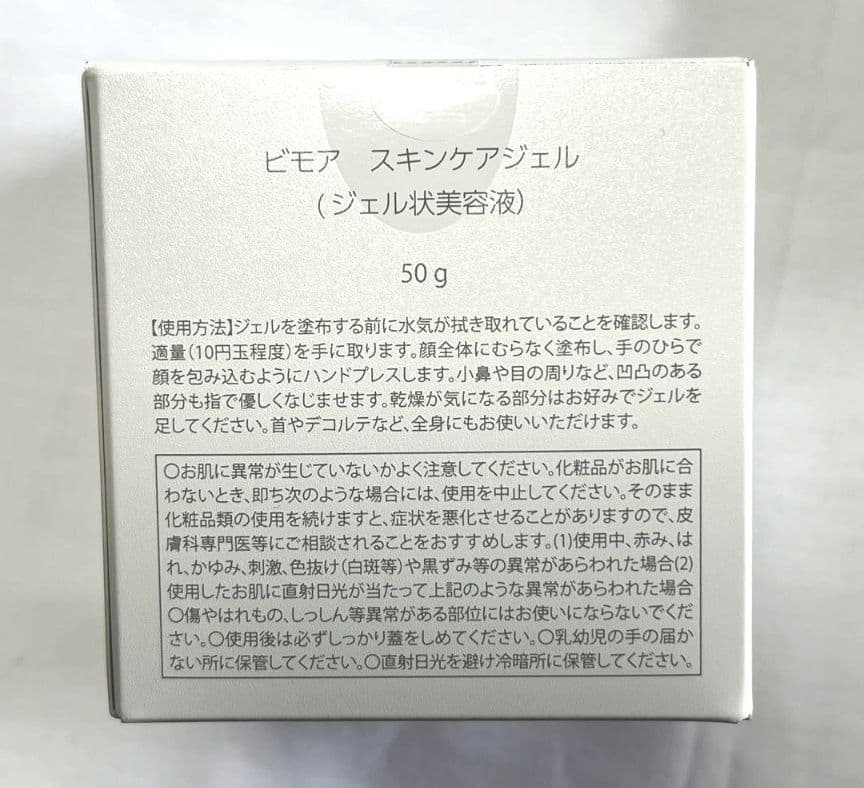 ビモア　スキンケアジェル
(ジェル状美容液)
50 g
【使用方法】ジェルを塗布する前に水気が拭き取れていることを確認します。
適量(10円玉程度)を手に取ります。顔全体にむらなく塗布し、手のひらで
顔を包み込むようにハンドプレスします。小鼻や目の周りなど、凹凸のある
部分も指で優しくなじませます。乾燥が気になる部分はお好みでジェルを
足してください。首やデコルテなど、全身にもお使いいただけます。
〇お肌に異常が生じていないかよく注意してください。化粧品がお肌に合
わないとき、即ち次のような場合には、使用を中止してください。そのまま
化粧品類の使用を続けますと、症状を悪化させることがありますので、皮
膚科専門医等にご相談されることをおすすめします。(1)使用中、赤み、は
れ、かゆみ、刺激、色抜け(白斑等)や黒ずみ等の異常があらわれた場合(2)
使用したお肌に直射日光が当たって上記のような異常があらわれた場合
〇傷やはれもの、しっしん等異常がある部位にはお使いにならないでくだ
さい。〇使用後は必ずしっかり蓋をしめてください。〇乳幼児の手の届か
ない所に保管してください。〇直射日光を避け冷暗所に保管してください。